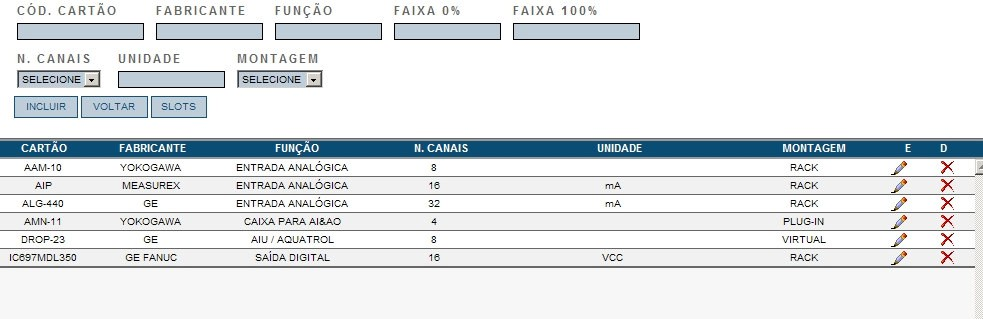 CÓD. CARTÃO FABRICANTE FUNÇÃO FAIXA 0% FAIXA 100%
N. CANAIS UNIDADE MONTAGEM
SELECIONE SELECIONE
INCLUIR VOLTAR SLOTS
CARTÃO FABRICANTE FUNÇÃO N. CANAIS UNIDADE MONTAGEM E D
AAM-10 YOKOGAWA ENTRADA ANALÓGICA 8 RACK
AIP MEASUREX ENTRADA ANALÓGICA 16 mA RACK
ALG-440 GE ENTRADA ANALÓGICA 32 mA RACK
AMN-11 YOKOGAWA CAIXA PARA AI&AO 4 PLUG-IN
DROP-23 GE AIU / AQUATROL 8 VIRTUAL
IC697MDL350 GE FANUC SAÍDA DIGITAL 16 VCC RACK